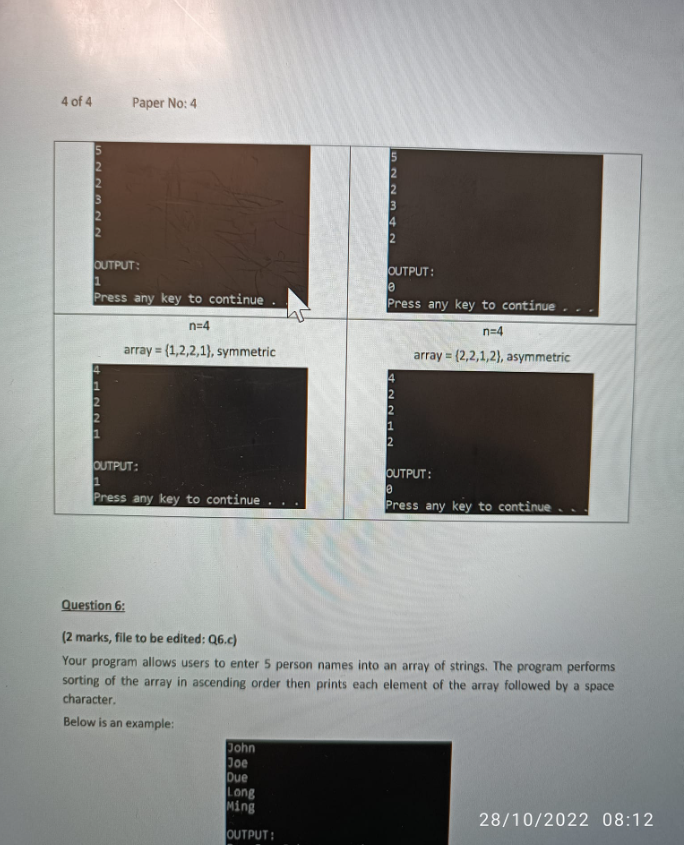 4 of 4 Paper No: 4
5
2
2
3
2
2
OUTPUT:
1
Press any key to continue . .
5
2
2
3
4
2
OUTPUT:
0
Press any key to continue . . .
n=4
array = {1,2,2,1}, symmetric
4
1
2
2
1
OUTPUT:
1
Press any key to continue . . .
n=4
array = {2,2,1,2}, asymmetric
4
2
2
1
2
OUTPUT:
0
Press any key to continue . . .
Question 6:
(2 marks, file to be edited: Q6.c)
Your program allows users to enter 5 person names into an array of strings. The program performs
sorting of the array in ascending order then prints each element of the array followed by a space
character.
Below is an example:
John
Joe
Due
Long
Ming
OUTPUT:
28/10/2022 08:12